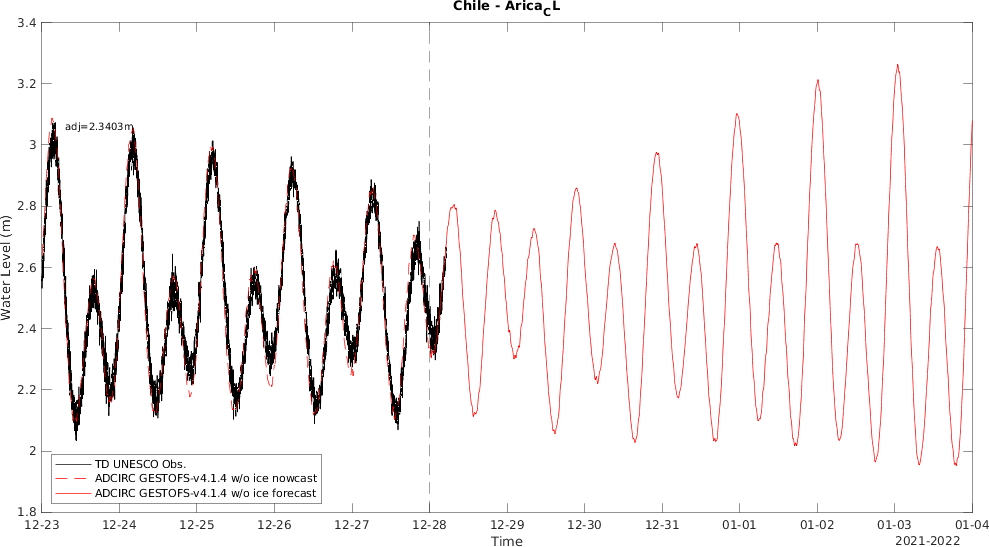 Chile - Arica_CL
3.4
3.2
3
2.8
2.6
2.4
2.2
2
1.8
Water Level (m)
adj=2.3403m
TD UNESCO Obs.
ADCIRC GESTOFS-v4.1.4 w/o ice nowcast
ADCIRC GESTOFS-v4.1.4 w/o ice forecast
12-23 12-24 12-25 12-26 12-27 12-28 12-29 12-30 12-31 01-01 01-02 01-03 01-04
Time
2021-2022